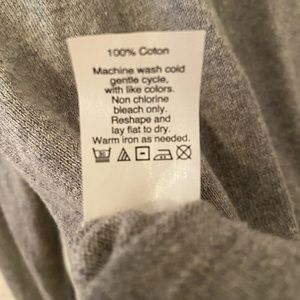 100% Coton
Machine wash cold
gentle cycle,
with like colors.
Non chlorine
bleach only.
Reshape and
lay flat to dry.
Warm iron as needed.